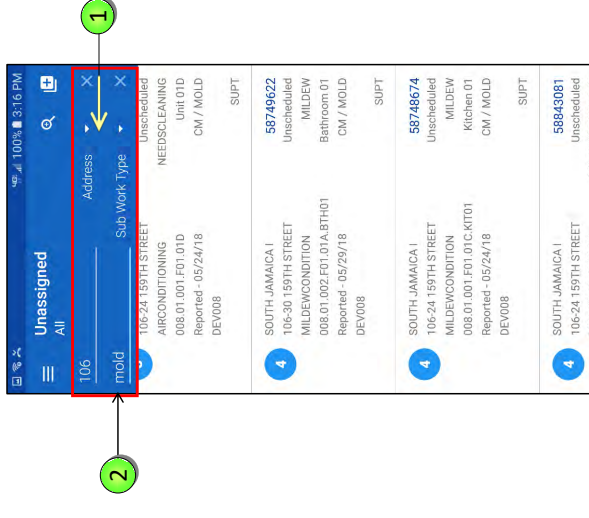 1
2
4G 100% 3:16 PM
Unassigned
All
106 Address
mold Sub Work Type
106-24 159TH STREET Unscheduled
AIRCONDITIONING NEEDSCLEANING
008.01.001.F01.01D Unit 01D
Reported - 05/24/18 CM / MOLD
DEV008
SUPT
58749622
SOUTH JAMAICA I Unscheduled
4 106-30 159TH STREET MILDEW
MILDEWCONDITION Bathroom 01
008.01.002.F01.01A.BTH01 CM / MOLD
Reported - 05/29/18
DEV008 SUPT
58748674
SOUTH JAMAICA I Unscheduled
4 106-24 159TH STREET MILDEW
MILDEWCONDITION Kitchen 01
008.01.001.F01.01C.KIT01 CM / MOLD
Reported - 05/24/18
DEV008 SUPT
58843081
SOUTH JAMAICA I Unscheduled
4 106-24 159TH STREET